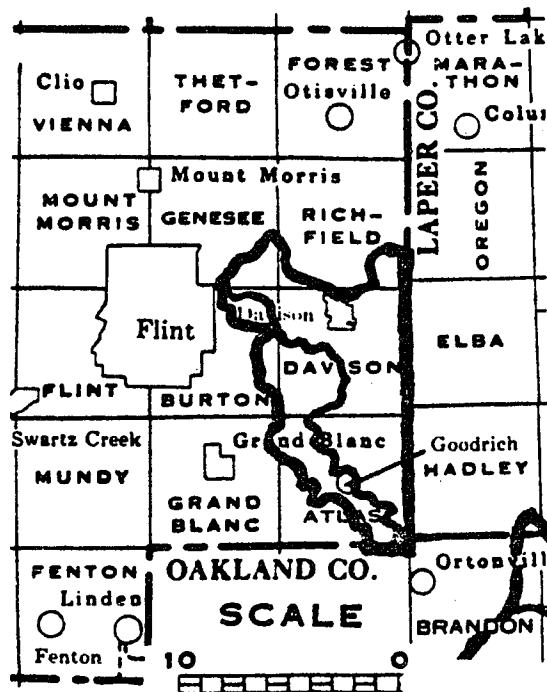 Otter Lak
Clio
THET-
FORD
FOREST
Otisville
MARA-
THON
Colu
VIENNA
LAPEER CO.
Mount Morris
MOUNT
MORRIS
GENESEE
RICH-
FIELD
OREGON
Davison
Flint
ELBA
DAVISON
FLINT
BURTON
Swartz Creek
Grand Blanc
Goodrich
MUNDY
HADLEY
GRAND
BLANC
ATLAS
FENTON
OAKLAND CO.
Ortonvill
Linden
SCALE
BRANDON
Fenton
10 0